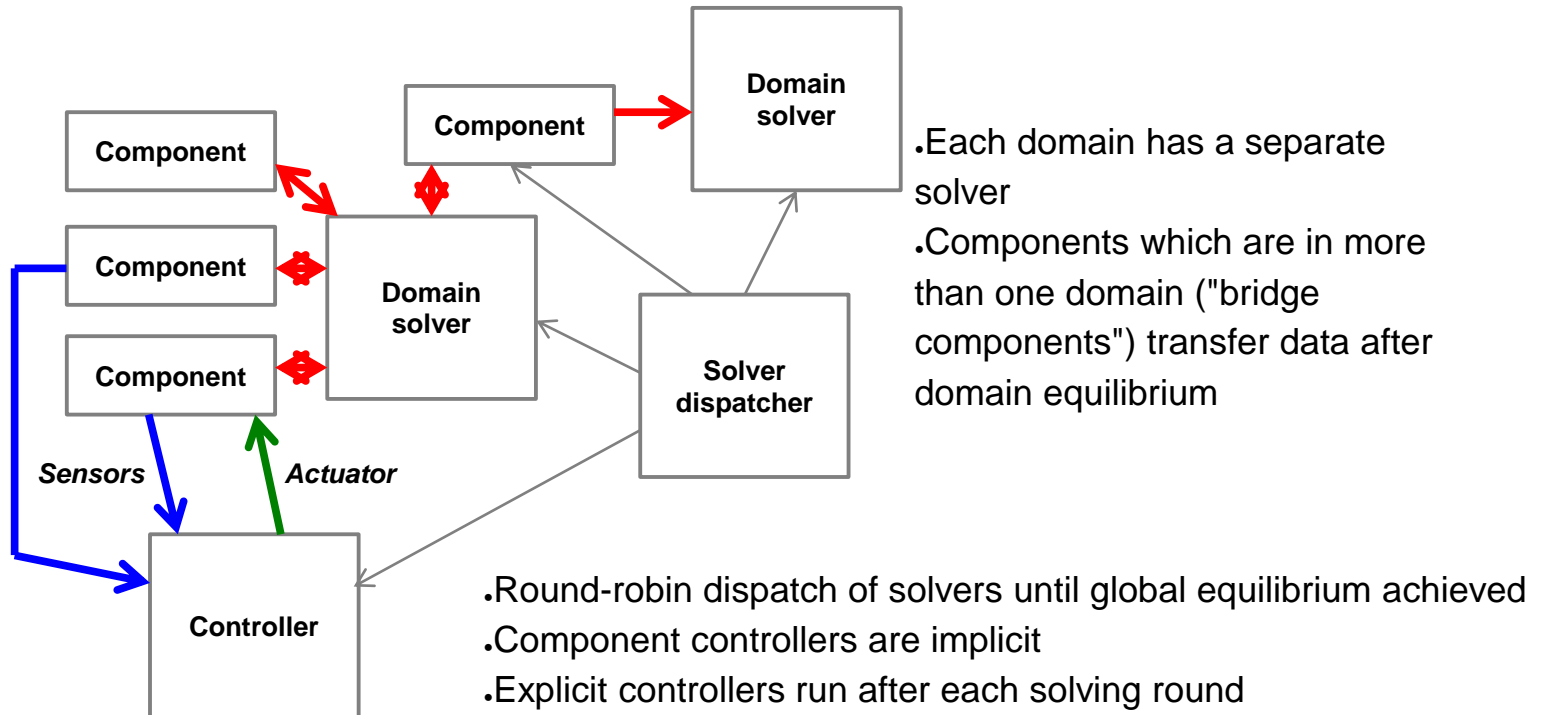 Domain
solver
Component
Component
Component
Domain
solver
Component
Solver
dispatcher
Sensors
Actuator
Controller
.Each domain has a separate
solver
.Components which are in more
than one domain ("bridge
components") transfer data after
domain equilibrium
.Round-robin dispatch of solvers until global equilibrium achieved
.Component controllers are implicit
.Explicit controllers run after each solving round